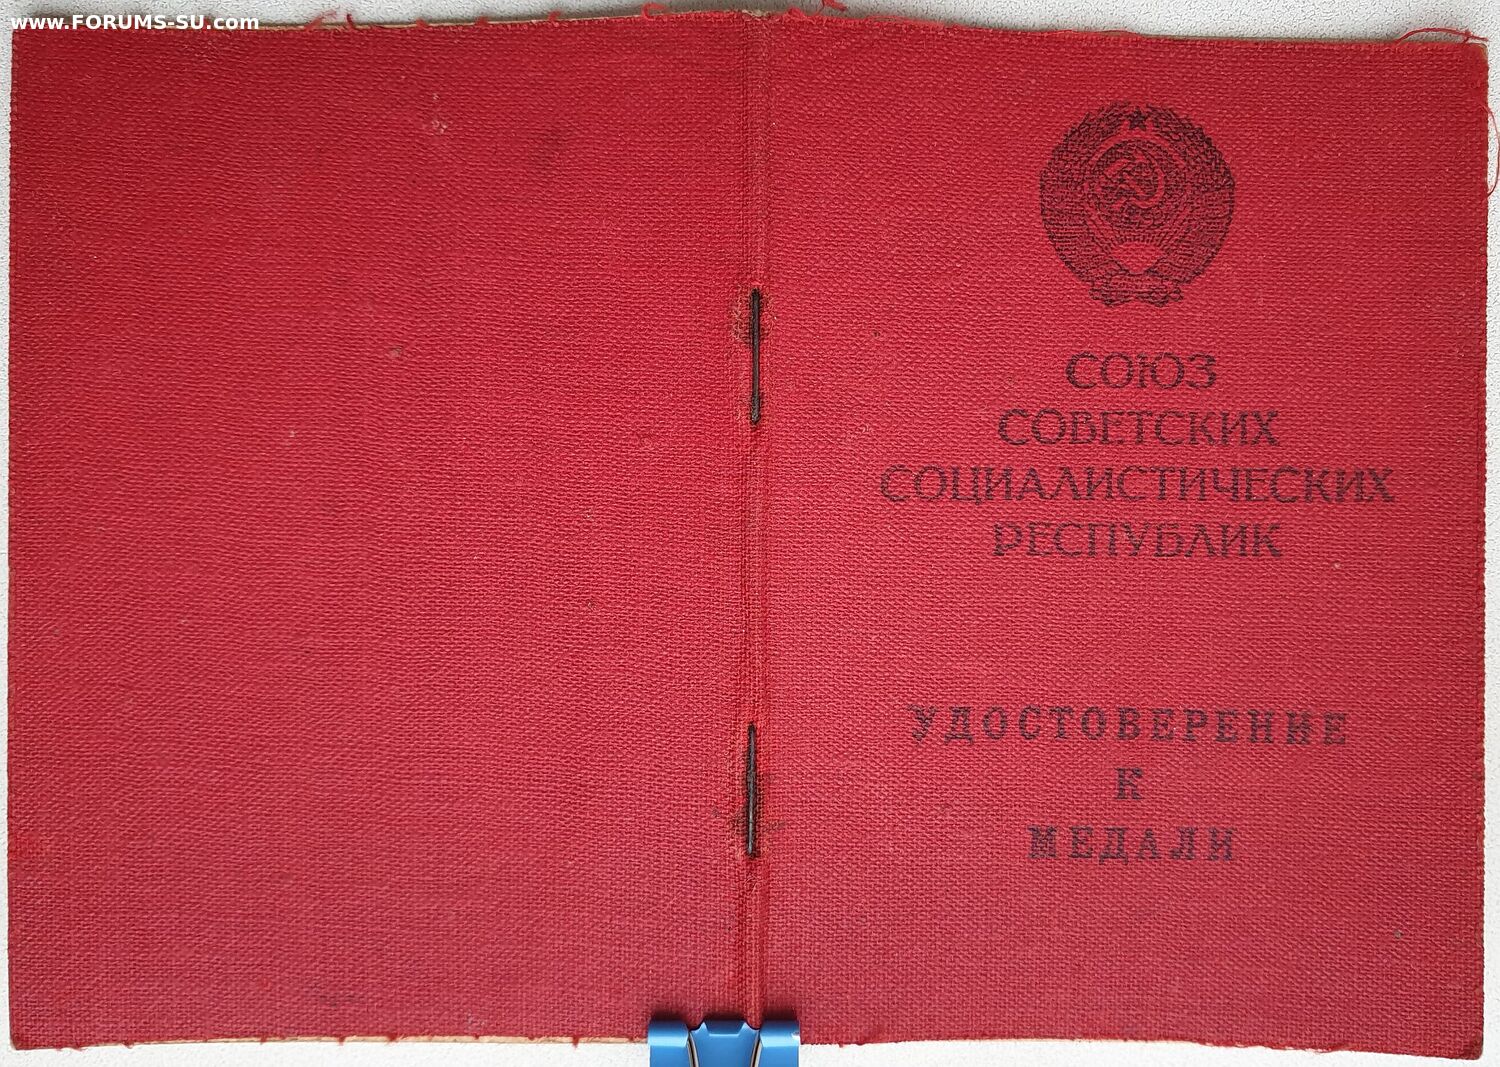 www.FORUMS-SU.com
СОЮЗ
СОВЕТСКИХ
СОЦИАЛИСТИЧЕСКИХ
РЕСПУБЛИК
УДОСТОВЕРЕНИЕ
К
МЕДАЛИ